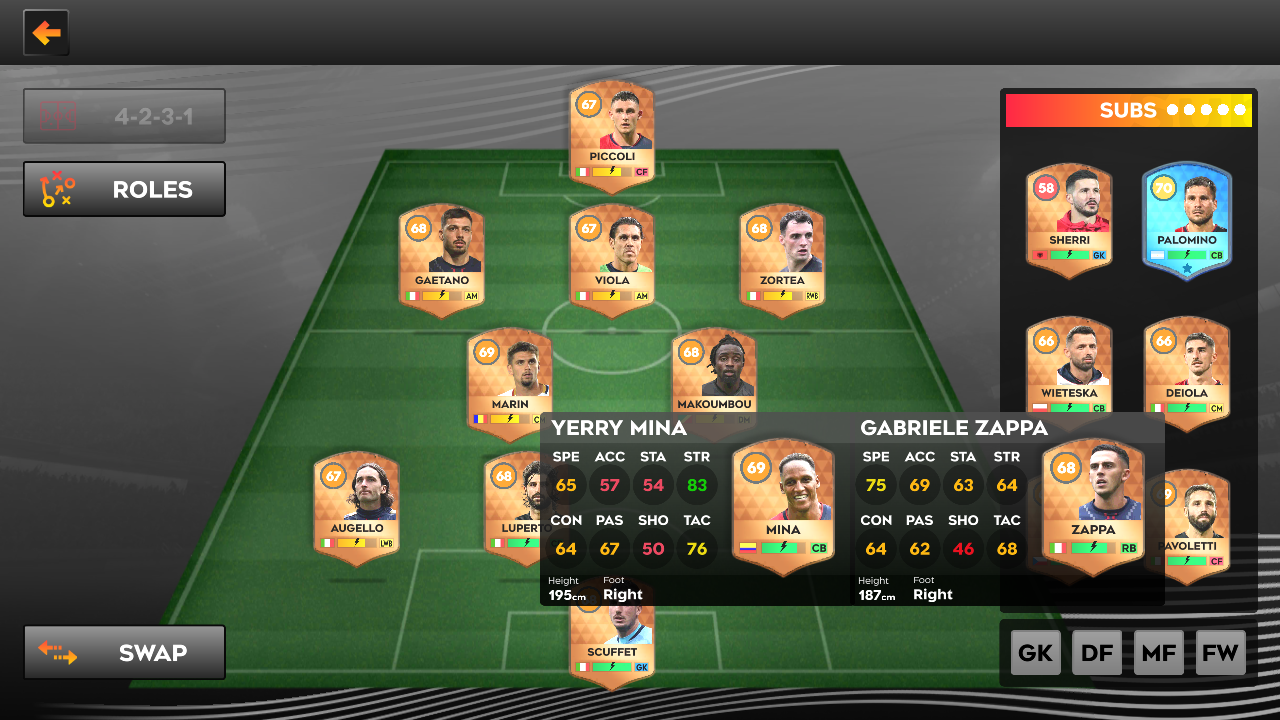 4-2-3-1
ROLES
SWAP
67
PICCOLI
CF
68
GAETANO
AM
67
VIOLA
AM
68
ZORTEA
RWB
69
MARIN
68
MAKOUMBOU
DM
67
AUGELLO
LWB
68
LUPERTO
SCUFFET
GK
YERRY MINA
SPE ACC STA STR
65 57 54 83
CON PAS SHO TAC
64 67 50 76
Height Foot
195cm Right
69
MINA
CB
GABRIELE ZAPPA
SPE ACC STA STR
75 69 63 64
CON PAS SHO TAC
64 62 46 68
Height Foot
187cm Right
68
ZAPPA
RB
SUBS
58
SHERRI
GK
70
PALOMINO
CB
66
WIETESKA
CB
66
DEIOLA
CM
PAVOLETTI
CF
GK DF MF FW